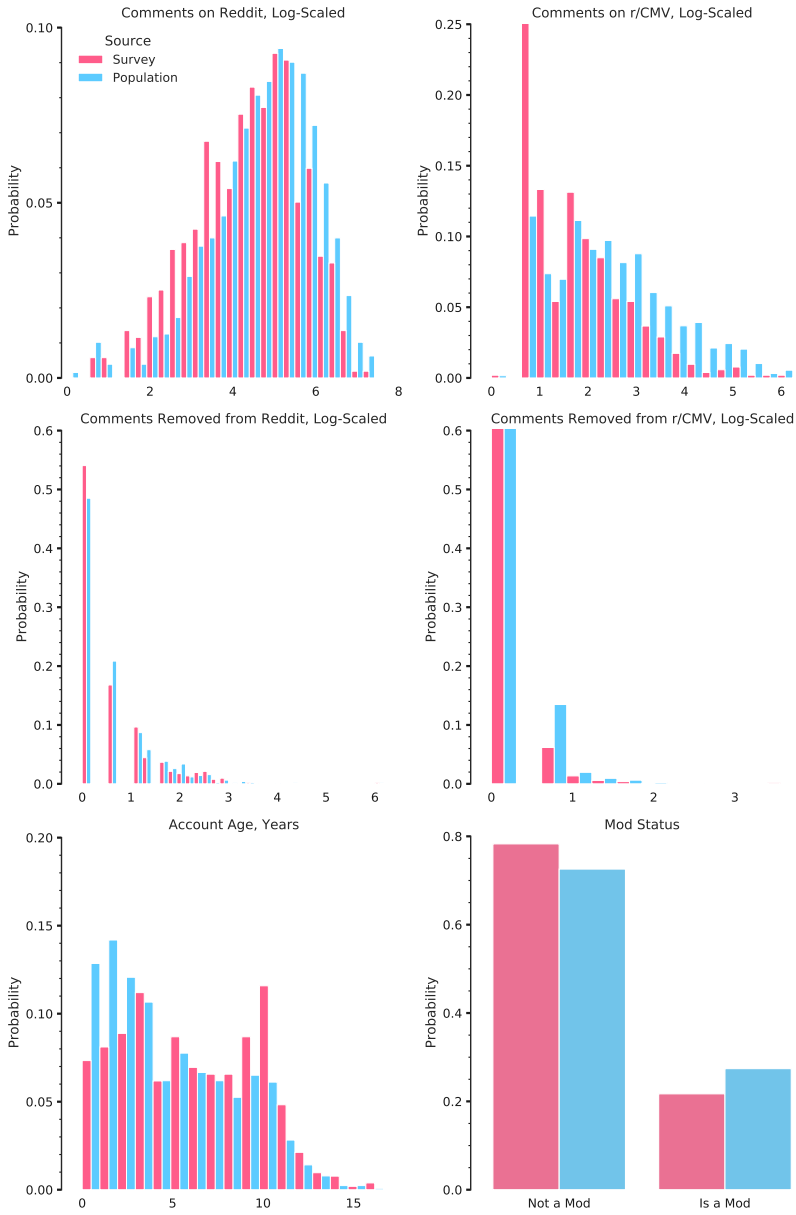 Comments on Reddit, Log-Scaled
Source
Survey
Population
Probability
0.10
0.05
0.00
0 2 4 6 8
Comments on r/CMV, Log-Scaled
Probability
0.25
0.20
0.15
0.10
0.05
0.00
0 1 2 3 4 5 6
Comments Removed from Reddit, Log-Scaled
Probability
0.6
0.5
0.4
0.3
0.2
0.1
0.0
0 1 2 3 4 5 6
Comments Removed from r/CMV, Log-Scaled
Probability
0.6
0.5
0.4
0.3
0.2
0.1
0.0
0 1 2 3
Account Age, Years
Probability
0.20
0.15
0.10
0.05
0.00
0 5 10 15
Mod Status
Probability
0.8
0.6
0.4
0.2
0.0
Not a Mod Is a Mod